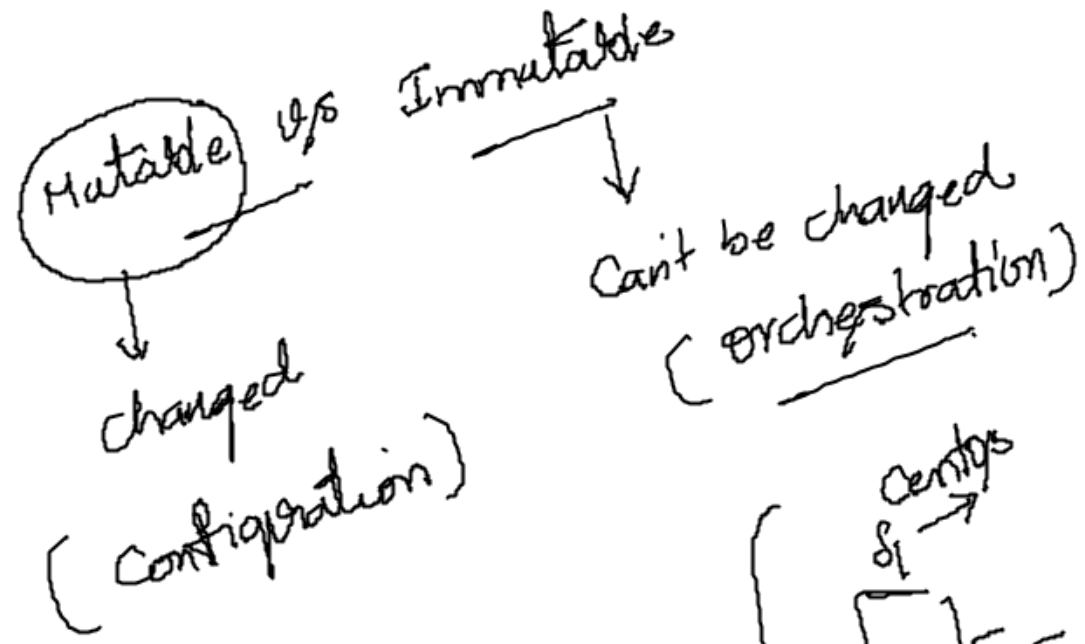 Mutable v/s Immutable
changed
(Configuration)
Can't be changed
(orchestration)
Centos
S1